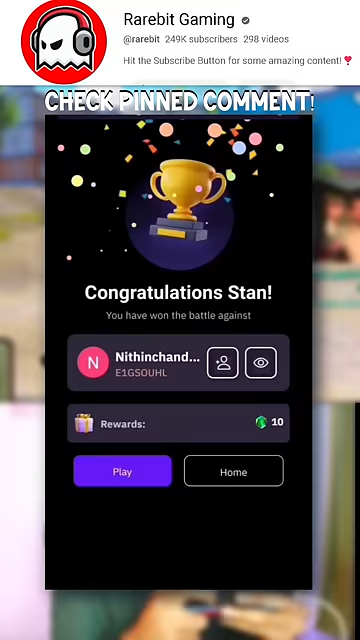 Rarebit Gaming
@rarebit 249K subscribers 298 videos
Hit the Subscribe Button for some amazing content!
CHECK PINNED COMMENT!
Congratulations Stan!
You have won the battle against
N
Nithinchand...
E1GSOUHL
Rewards:
10
Play
Home